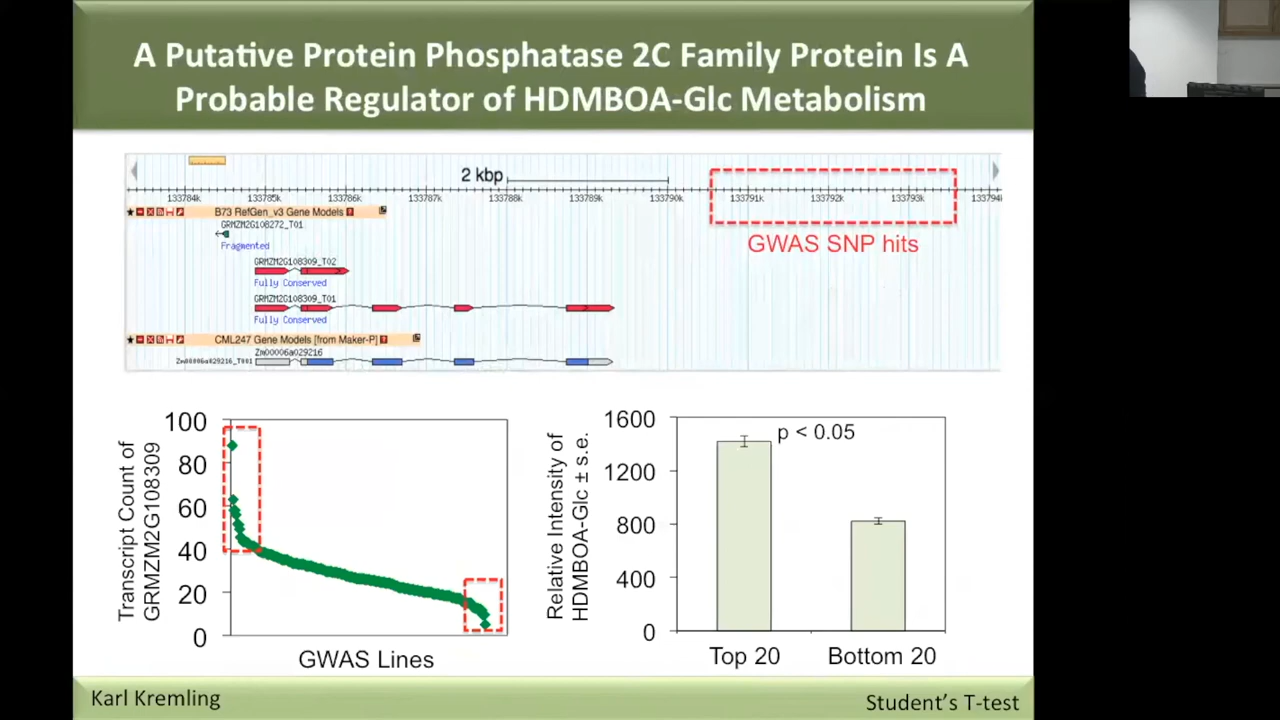 A Putative Protein Phosphatase 2C Family Protein Is A
Probable Regulator of HDMBOA-Glc Metabolism
2 kbp
133784k 133785k 133786k 133787k 133788k 133789k 133790k 133791k 133792k 133793k 133794k
GWAS SNP hits
B73 RefGen_v3 Gene Models
GRMZM2G108272_T01
Fragmented
GRMZM2G108309_T02
Fully Conserved
GRMZM2G108309_T01
Fully Conserved
CML247 Gene Models [from Maker-P]
Zm00006a029216
Zm00006a029216_T001
Transcript Count of
GRMZM2G108309
100
80
60
40
20
0
GWAS Lines
Relative Intensity of
HDMBOA-Glc ± s.e.
1600
1200
800
400
0
p < 0.05
Top 20
Bottom 20
Karl Kremling
Student's T-test